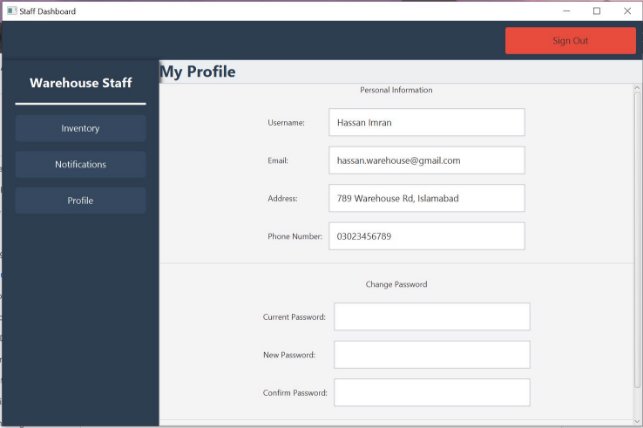 Staff Dashboard
Sign Out
Warehouse Staff
Inventory
Notifications
Profile
My Profile
Personal Information
Username: Hassan Imran
Email: hassan.warehouse@gmail.com
Address: 789 Warehouse Rd, Islamabad
Phone Number: 03023456789
Change Password
Current Password:
New Password:
Confirm Password: